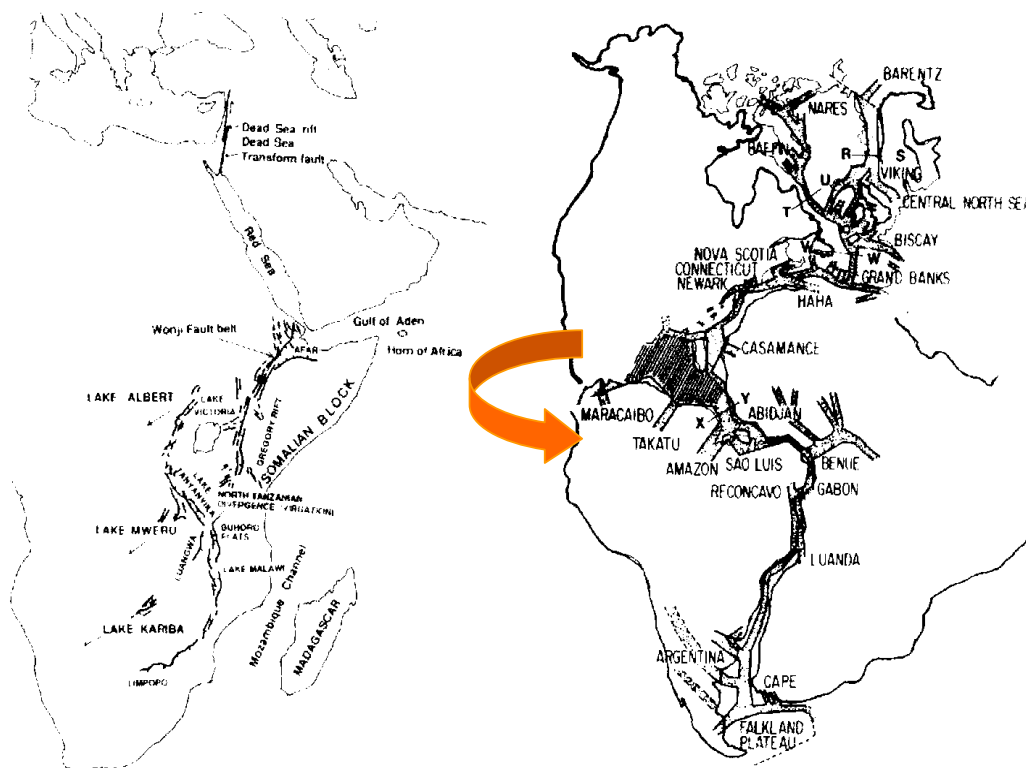 Dead Sea rift
Dead Sea
Transform fault
Red Sea
Gulf of Aden
Wonji Fault belt
Horn of Africa
AFAR
LAKE ALBERT
LAKE
VICTORIA
GREGORY RIFT
SOMALIAN BLOCK
LAKE
TANYANYIKA
NORTH TANZANIAN
DIVERGENCE
LAKE MWERU
BUHORO
FLATS
LUANGWA
LAKE MALAWI
Mozambique Channel
MADAGASCAR
LAKE KARIBA
LIMPOPO
BARENTZ
NARES
BAFFIN
R
S
VIKING
U
CENTRAL NORTH SEA
T
BISCAY
NOVA SCOTIA
W
W
CONNECTICUT
GRAND BANKS
NEWARK
HAHA
CASAMANCE
MARACAIBO
Y
ABIDJAN
TAKATU
X
AMAZON
SAO LUIS
BENUE
RECONCAVO
GABON
LUANDA
ARGENTINA
CAPE
FALKLAND
PLATEAU